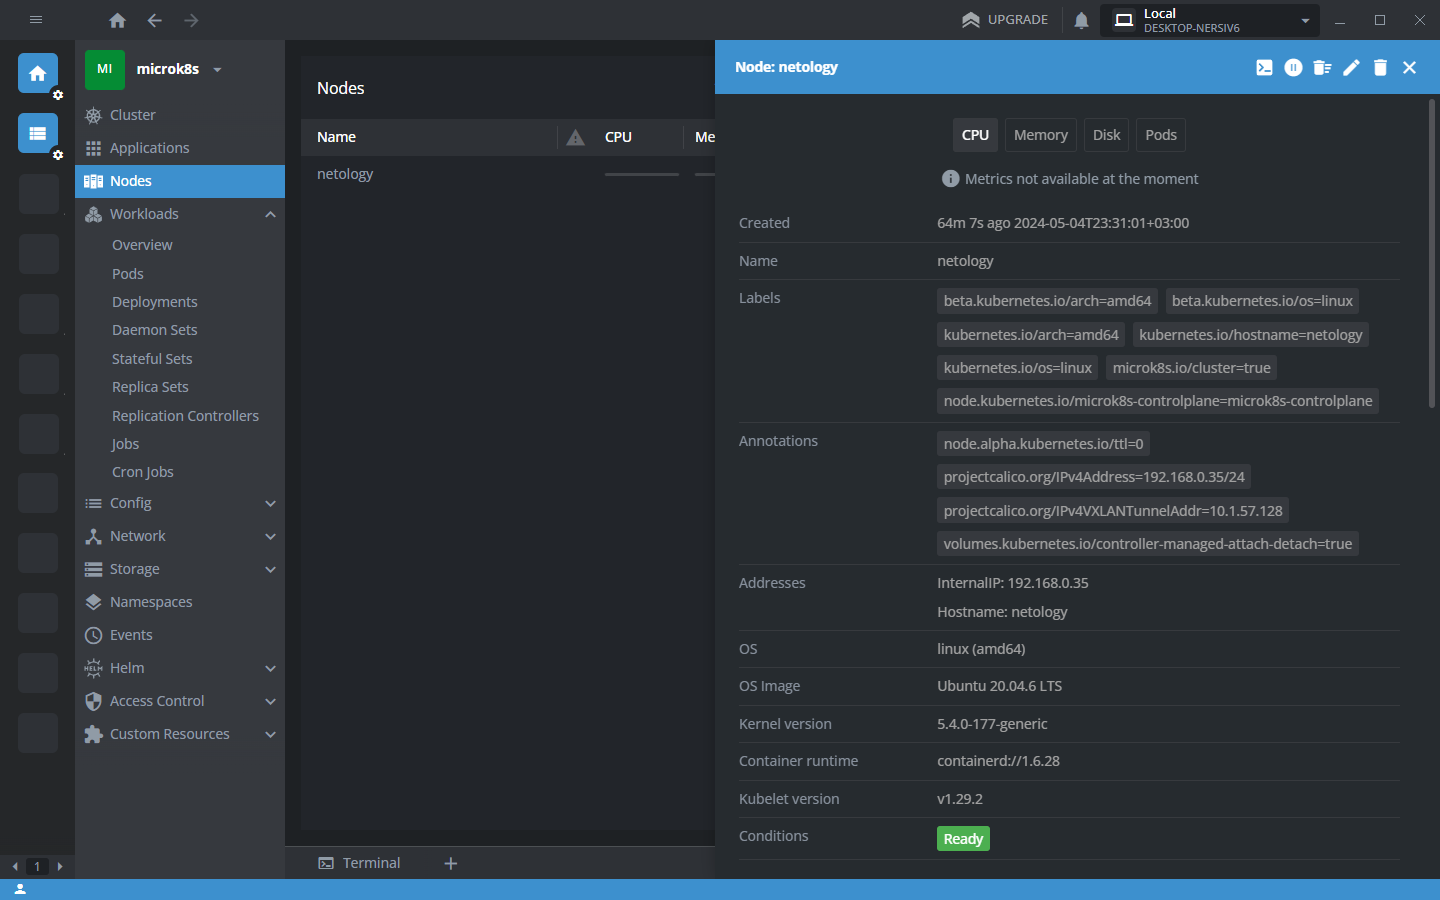 UPGRADE
Local
DESKTOP-NERSIV6
MI
microk8s
Cluster
Applications
Nodes
Workloads
Overview
Pods
Deployments
Daemon Sets
Stateful Sets
Replica Sets
Replication Controllers
Jobs
Cron Jobs
Config
Network
Storage
Namespaces
Events
HELM
Helm
Access Control
Custom Resources
1
Nodes
Name CPU Me
netology
Terminal
Node: netology
CPU Memory Disk Pods
Metrics not available at the moment
Created 64m 7s ago 2024-05-04T23:31:01+03:00
Name netology
Labels beta.kubernetes.io/arch=amd64 beta.kubernetes.io/os=linux
kubernetes.io/arch=amd64 kubernetes.io/hostname=netology
kubernetes.io/os=linux microk8s.io/cluster=true
node.kubernetes.io/microk8s-controlplane=microk8s-controlplane
Annotations node.alpha.kubernetes.io/ttl=0
projectcalico.org/IPv4Address=192.168.0.35/24
projectcalico.org/IPv4VXLANTunnelAddr=10.1.57.128
volumes.kubernetes.io/controller-managed-attach-detach=true
Addresses InternalIP: 192.168.0.35
Hostname: netology
OS linux (amd64)
OS Image Ubuntu 20.04.6 LTS
Kernel version 5.4.0-177-generic
Container runtime containerd://1.6.28
Kubelet version v1.29.2
Conditions Ready